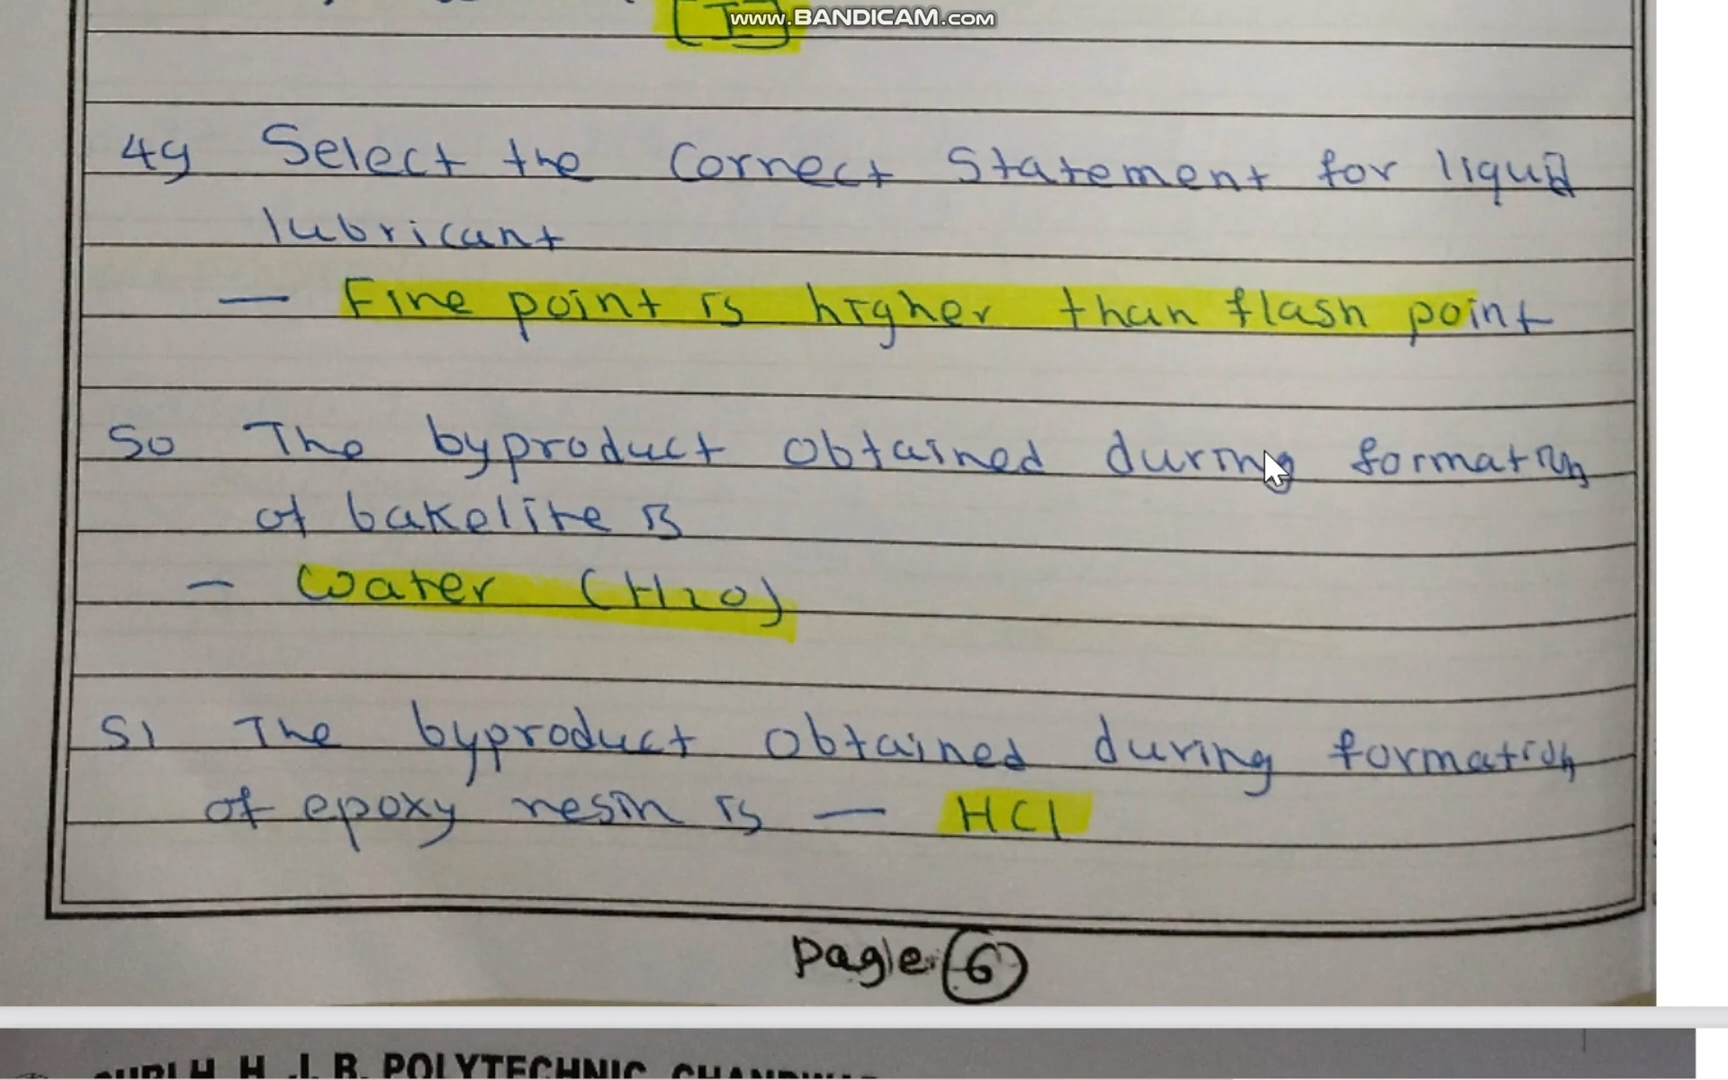 www.BANDICAM.com
49 Select the Correct Statement for liquid
lubricant
— Fire point is higher than flash point
50 The byproduct obtained during formation
of bakelite is
— Water (H2O)
51 The byproduct obtained during formation
of epoxy resin is — HCl
Page 6
H. H. J. B. POLYTECHNIC,